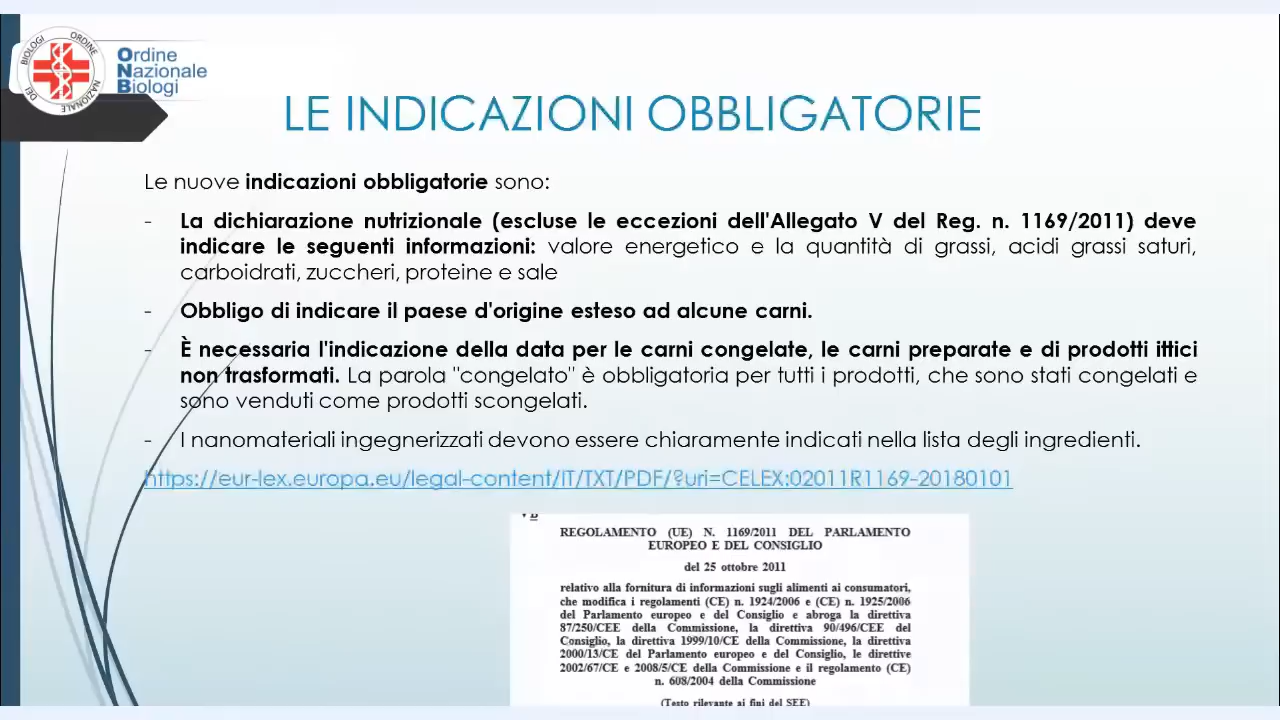 ORDINE NAZIONALE DEI BIOLOGI
Ordine
Nazionale
Biologi
LE INDICAZIONI OBBLIGATORIE
Le nuove indicazioni obbligatorie sono:
- La dichiarazione nutrizionale (escluse le eccezioni dell'Allegato V del Reg. n. 1169/2011) deve
indicare le seguenti informazioni: valore energetico e la quantità di grassi, acidi grassi saturi,
carboidrati, zuccheri, proteine e sale
- Obbligo di indicare il paese d'origine esteso ad alcune carni.
- È necessaria l'indicazione della data per le carni congelate, le carni preparate e di prodotti ittici
non trasformati. La parola "congelato" è obbligatoria per tutti i prodotti, che sono stati congelati e
sono venduti come prodotti scongelati.
- I nanomateriali ingegnerizzati devono essere chiaramente indicati nella lista degli ingredienti.
https://eur-lex.europa.eu/legal-content/IT/TXT/PDF/?uri=CELEX:02011R1169-20180101
REGOLAMENTO (UE) N. 1169/2011 DEL PARLAMENTO
EUROPEO E DEL CONSIGLIO
del 25 ottobre 2011
relativo alla fornitura di informazioni sugli alimenti ai consumatori,
che modifica i regolamenti (CE) n. 1924/2006 e (CE) n. 1925/2006
del Parlamento europeo e del Consiglio e abroga la direttiva
87/250/CEE della Commissione, la direttiva 90/496/CEE del
Consiglio, la direttiva 1999/10/CE della Commissione, la direttiva
2000/13/CE del Parlamento europeo e del Consiglio, le direttive
2002/67/CE e 2008/5/CE della Commissione e il regolamento (CE)
n. 608/2004 della Commissione
(Testo rilevante ai fini del SEE)